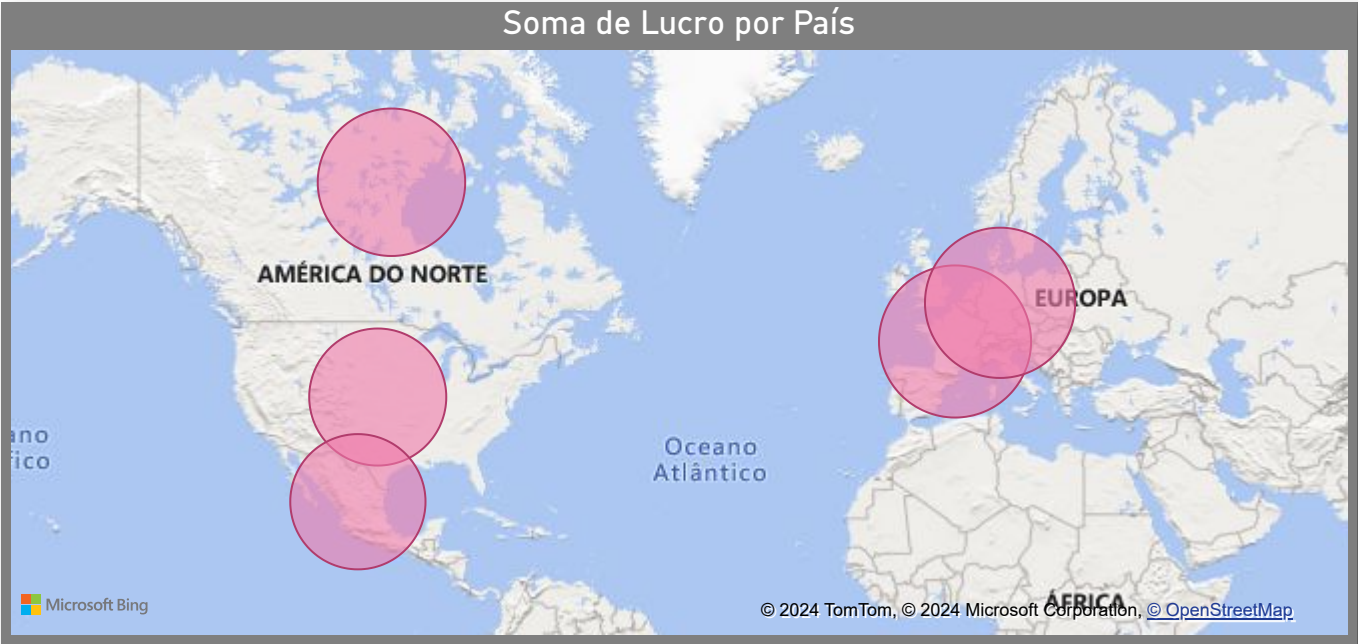 Soma de Lucro por País
AMÉRICA DO NORTE
EUROPA
ano
ico
Oceano
Atlântico
ÁFRICA
Microsoft Bing
© 2024 TomTom, © 2024 Microsoft Corporation, © OpenStreetMap